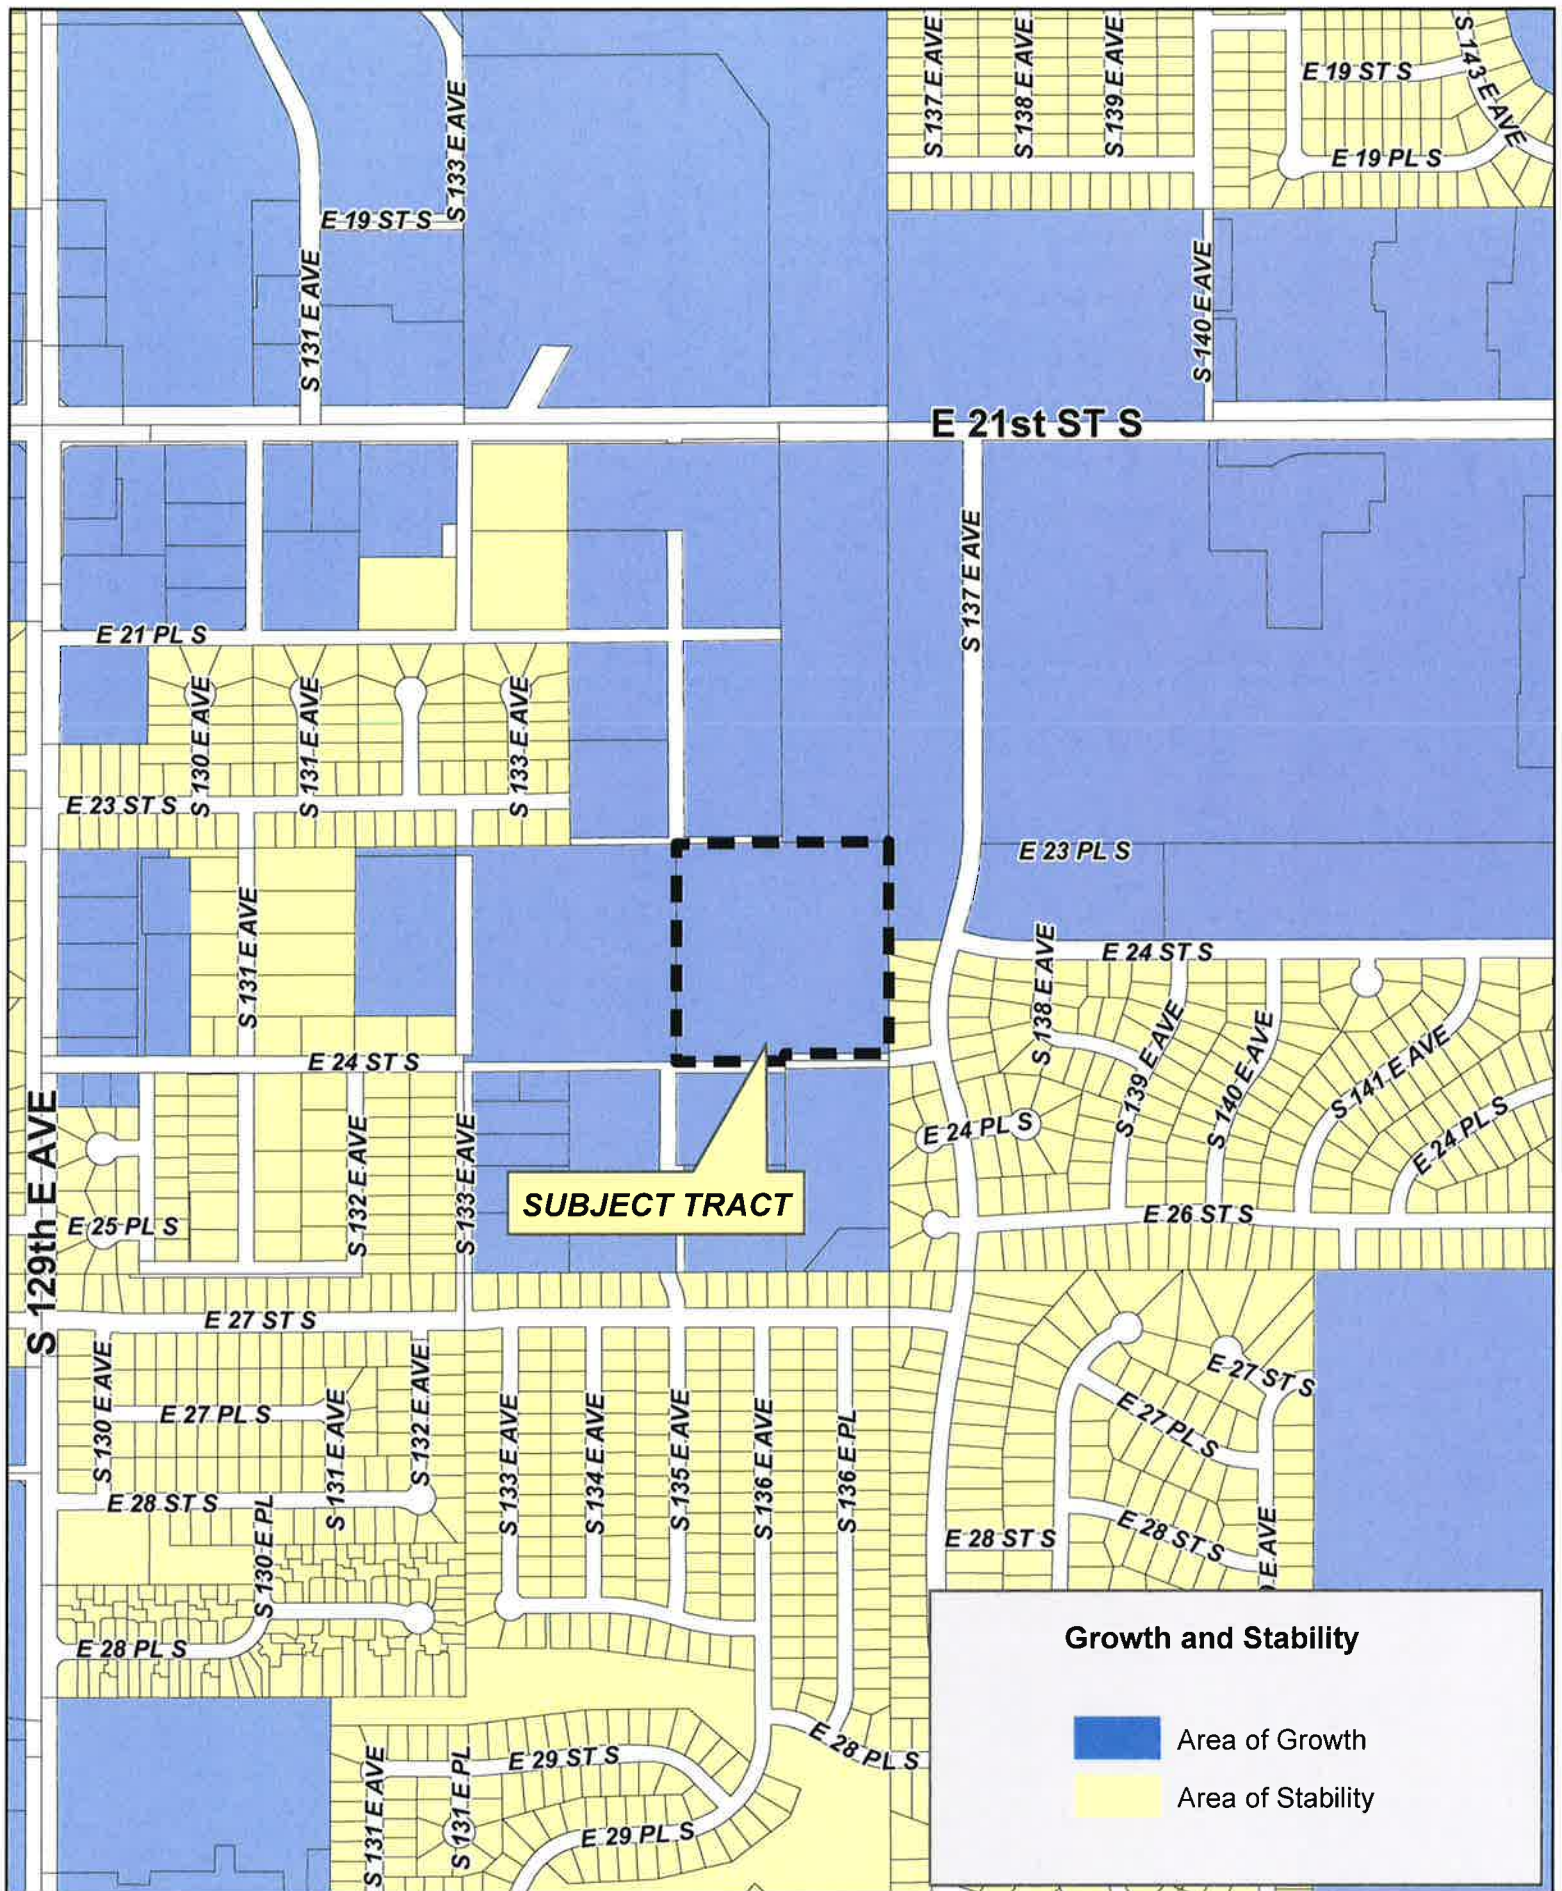 S 137 E AVE
S 138 E AVE
S 139 E AVE
S 143 E AVE
E 19 ST S
S 133 E AVE
E 19 PL S
E 19 ST S
S 131 E AVE
S 140 E AVE
E 21st ST S
S 137 E AVE
E 21 PL S
S 130 E AVE
S 131 E AVE
S 133 E AVE
E 23 ST S
E 23 PL S
S 131 E AVE
S 138 E AVE
E 24 ST S
E 24 ST S
S 139 E AVE
S 140 E AVE
S 141 E AVE
E 24 PL S
E 24 PL S
S 129th E AVE
S 132 E AVE
S 133 E AVE
SUBJECT TRACT
E 25 PL S
E 26 ST S
E 27 ST S
S 130 E AVE
E 27 PL S
S 131 E AVE
S 132 E AVE
S 133 E AVE
S 134 E AVE
S 135 E AVE
S 136 E AVE
S 136 E PL
E 27 ST S
E 27 PL S
E 28 ST S
S 130 E PL
E 28 ST S
E 28 ST S
E AVE
E 28 PL S
E 28 PL S
S 131 E AVE
S 131 E PL
E 29 ST S
E 29 PL S
Growth and Stability
Area of Growth
Area of Stability